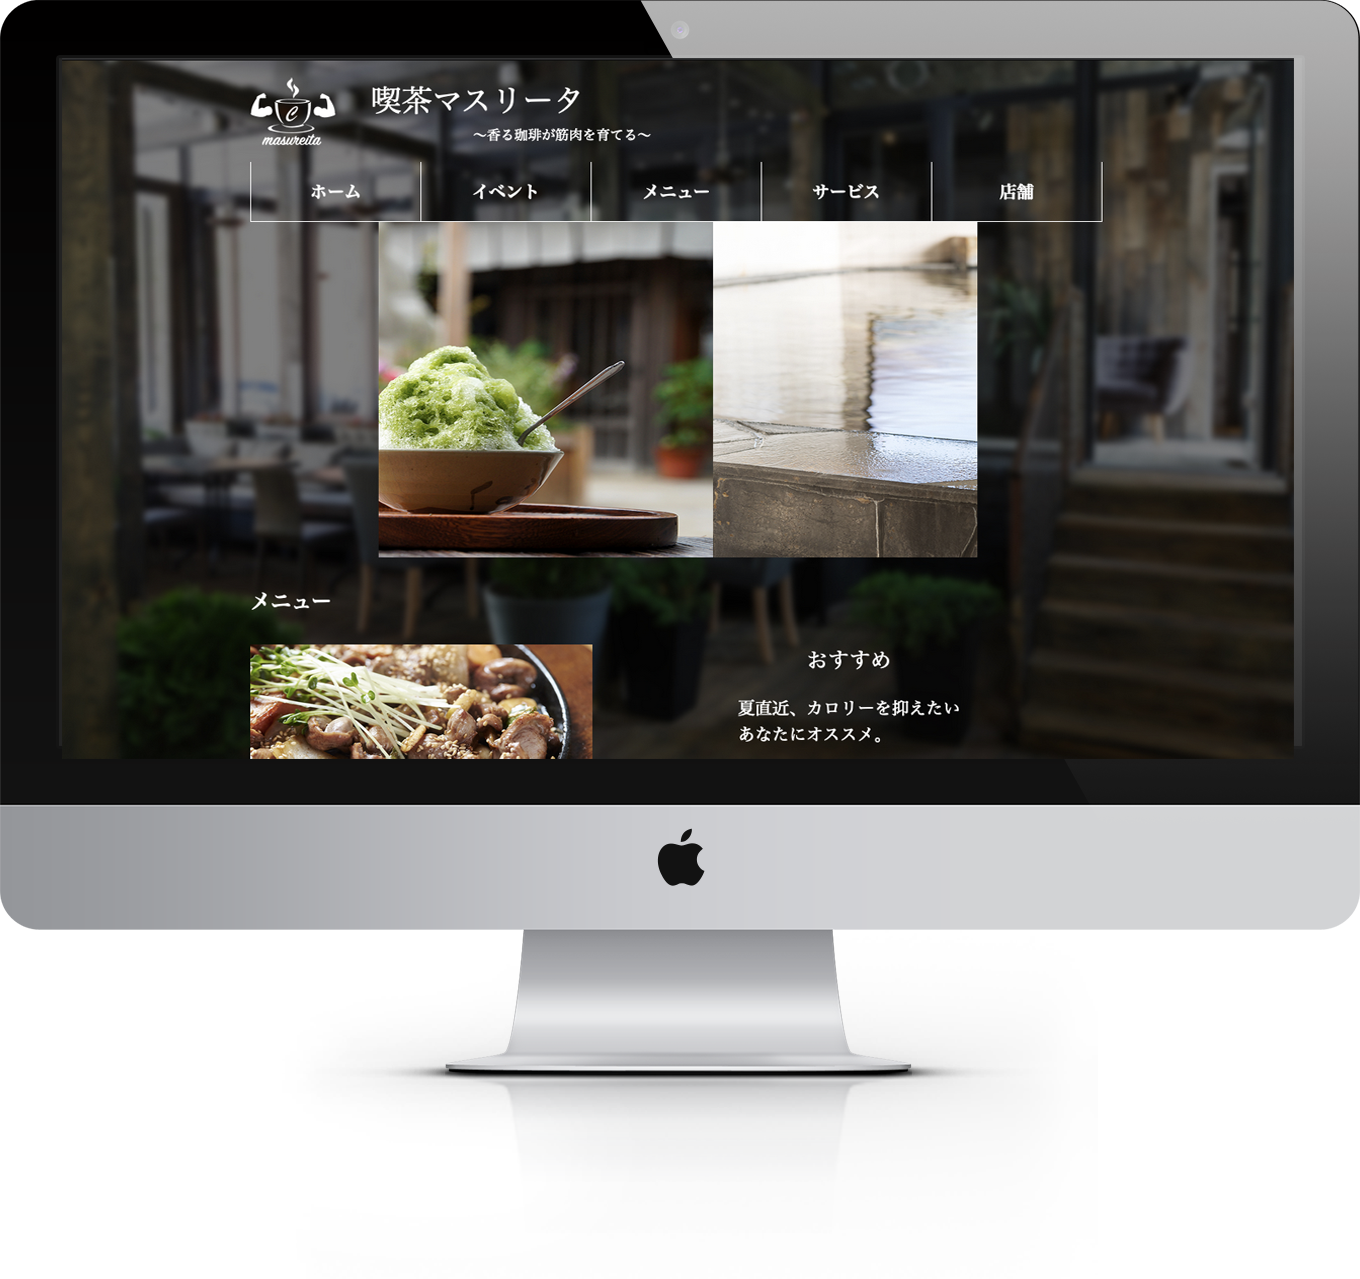 喫茶マスリータ
～香る珈琲が筋肉を育てる～
C
masureita
ホーム イベント メニュー サービス 店舗
メニュー
おすすめ
夏直近、カロリーを抑えたい
あなたにオススメ。